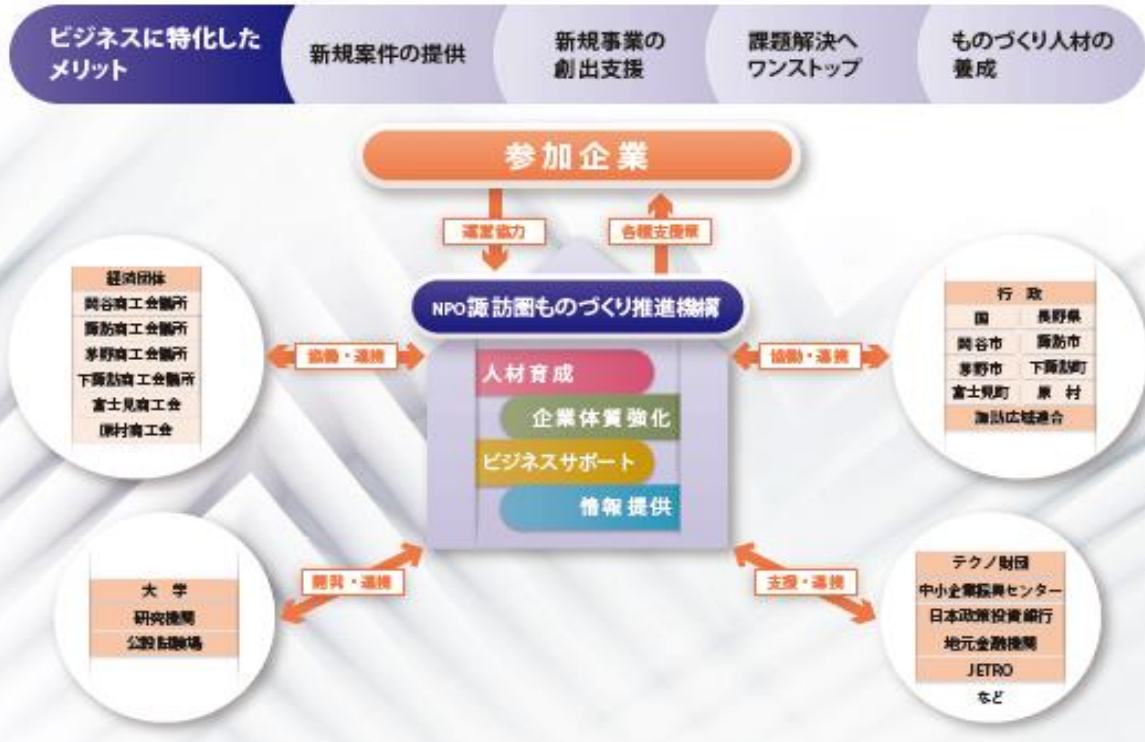 ビジネスに特化した
メリット
新規案件の提供
新規事業の
創出支援
課題解決へ
ワンストップ
ものづくり人材の
養成
参加企業
運営協力
各種支援策
NPO諏訪圏ものづくり推進機構
人材育成
企業体質強化
ビジネスサポート
情報提供
経済団体
岡谷商工会議所
諏訪商工会議所
茅野商工会議所
下諏訪商工会議所
富士見商工会
原村商工会
協働・連携
協働・連携
行 政
国 長野県
岡谷市 諏訪市
茅野市 下諏訪町
富士見町 原 村
諏訪広域連合
大 学
研究機関
公設試験場
開発・連携
支援・連携
テクノ財団
中小企業振興センター
日本政策投資銀行
地元金融機関
JETRO
など